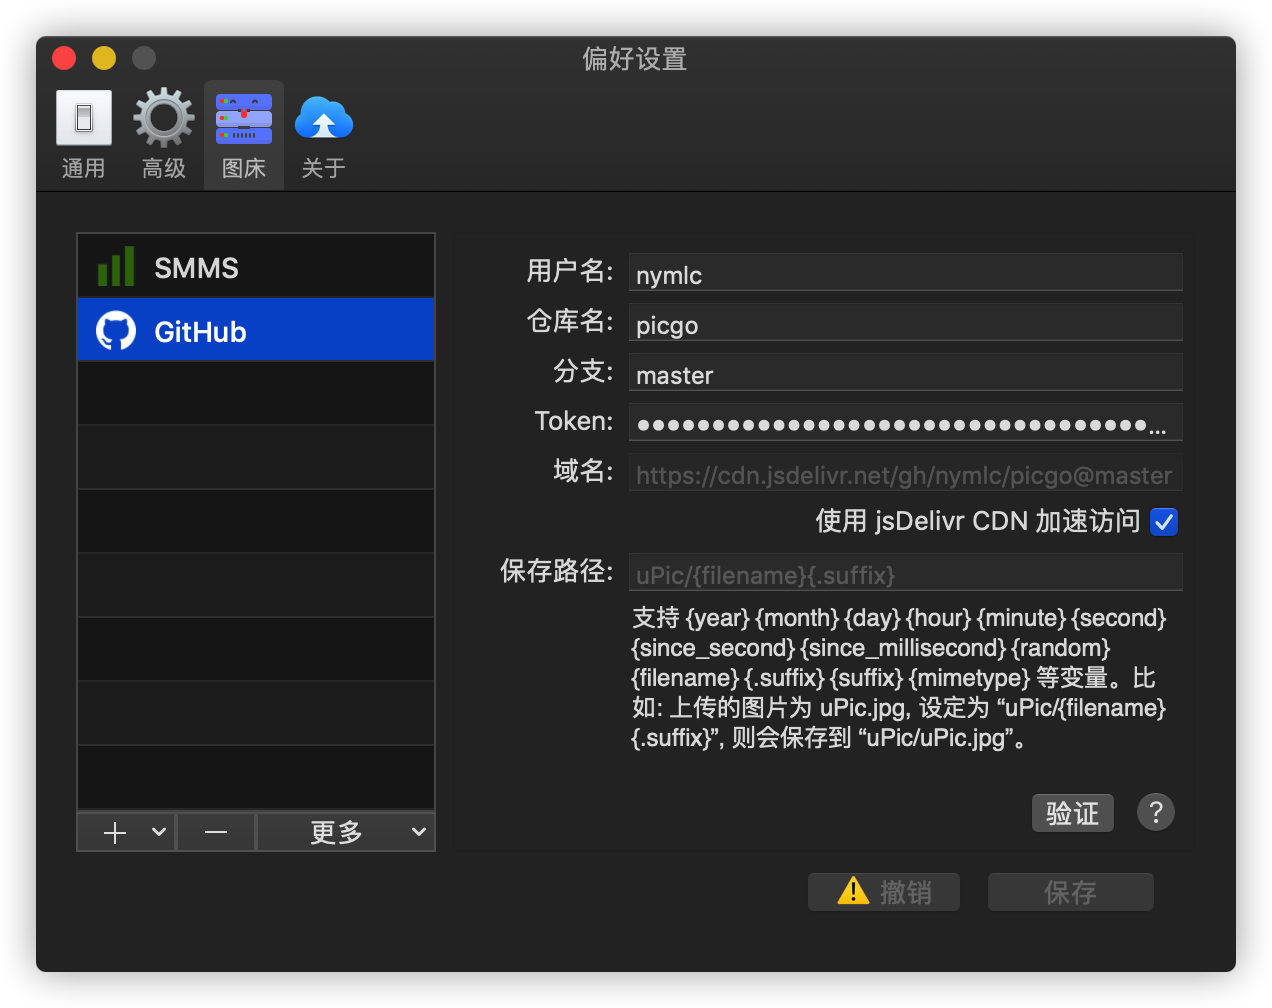 偏好设置
通用
高级
图床
关于
SMMS
GitHub
用户名: nymlc
仓库名: picgo
分支: master
Token: ●●●●●●●●●●●●●●●●●●●●●●●●●●●●●●●●●●...
域名: https://cdn.jsdelivr.net/gh/nymlc/picgo@master
使用 jsDelivr CDN 加速访问
保存路径: uPic/{filename}{.suffix}
支持 {year} {month} {day} {hour} {minute} {second}
{since_second} {since_millisecond} {random}
{filename} {.suffix} {suffix} {mimetype} 等变量。比
如: 上传的图片为 uPic.jpg, 设定为 “uPic/{filename}
{.suffix}”, 则会保存到 “uPic/uPic.jpg”。
验证
?
更多
撤销
保存